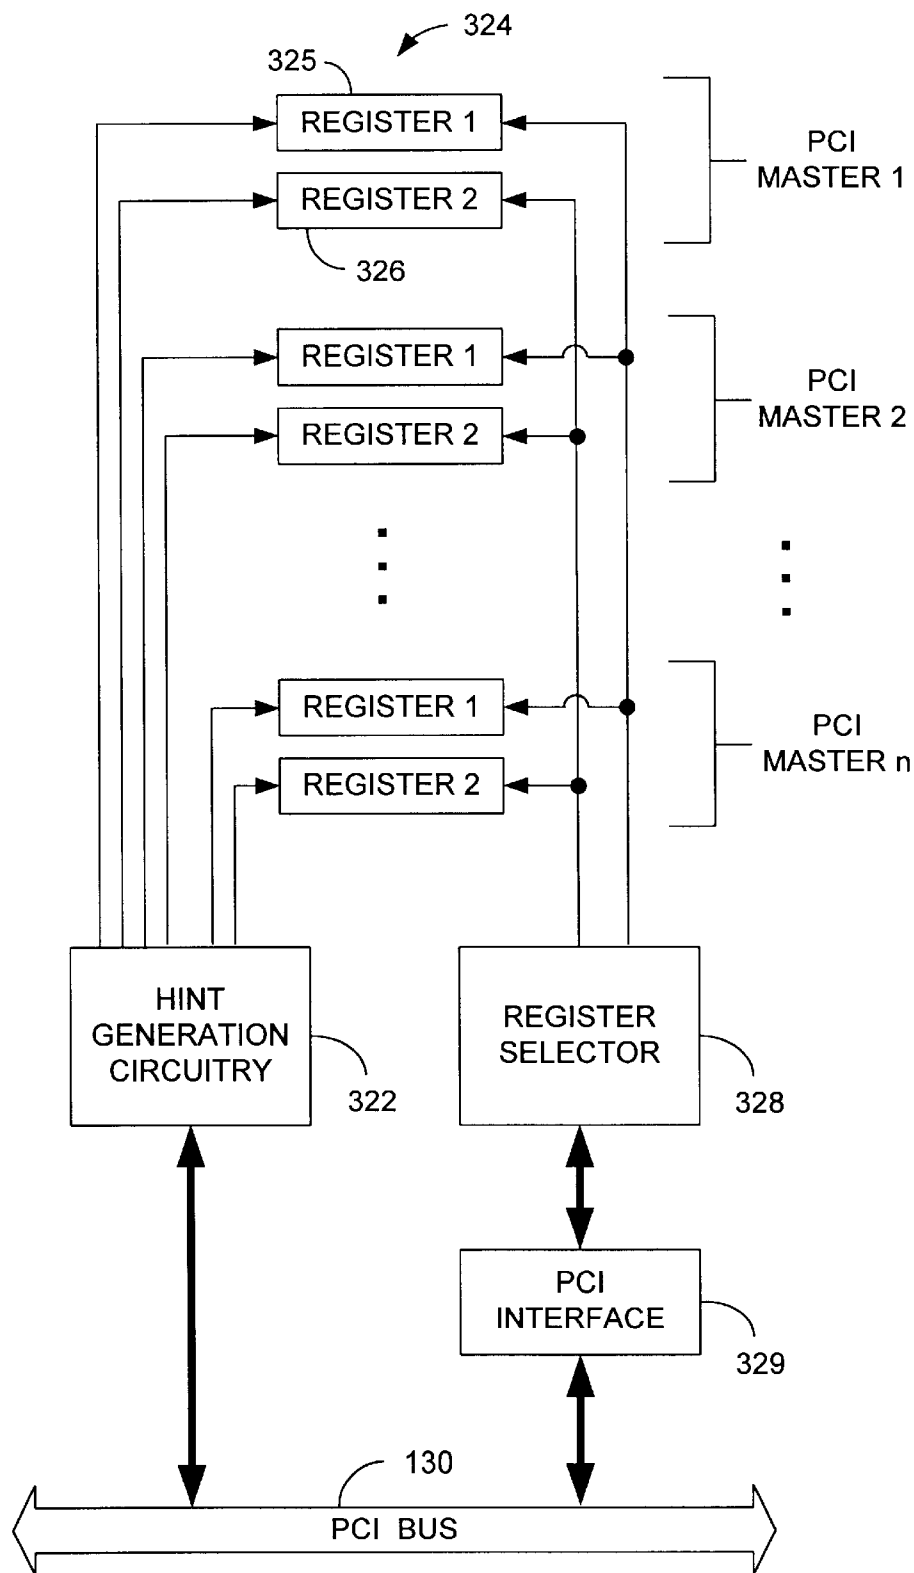 324
325
REGISTER 1
PCI
MASTER 1
REGISTER 2
326
REGISTER 1
PCI
MASTER 2
REGISTER 2
REGISTER 1
PCI
MASTER n
REGISTER 2
HINT
GENERATION
CIRCUITRY
322
REGISTER
SELECTOR
328
PCI
INTERFACE
329
130
PCI BUS